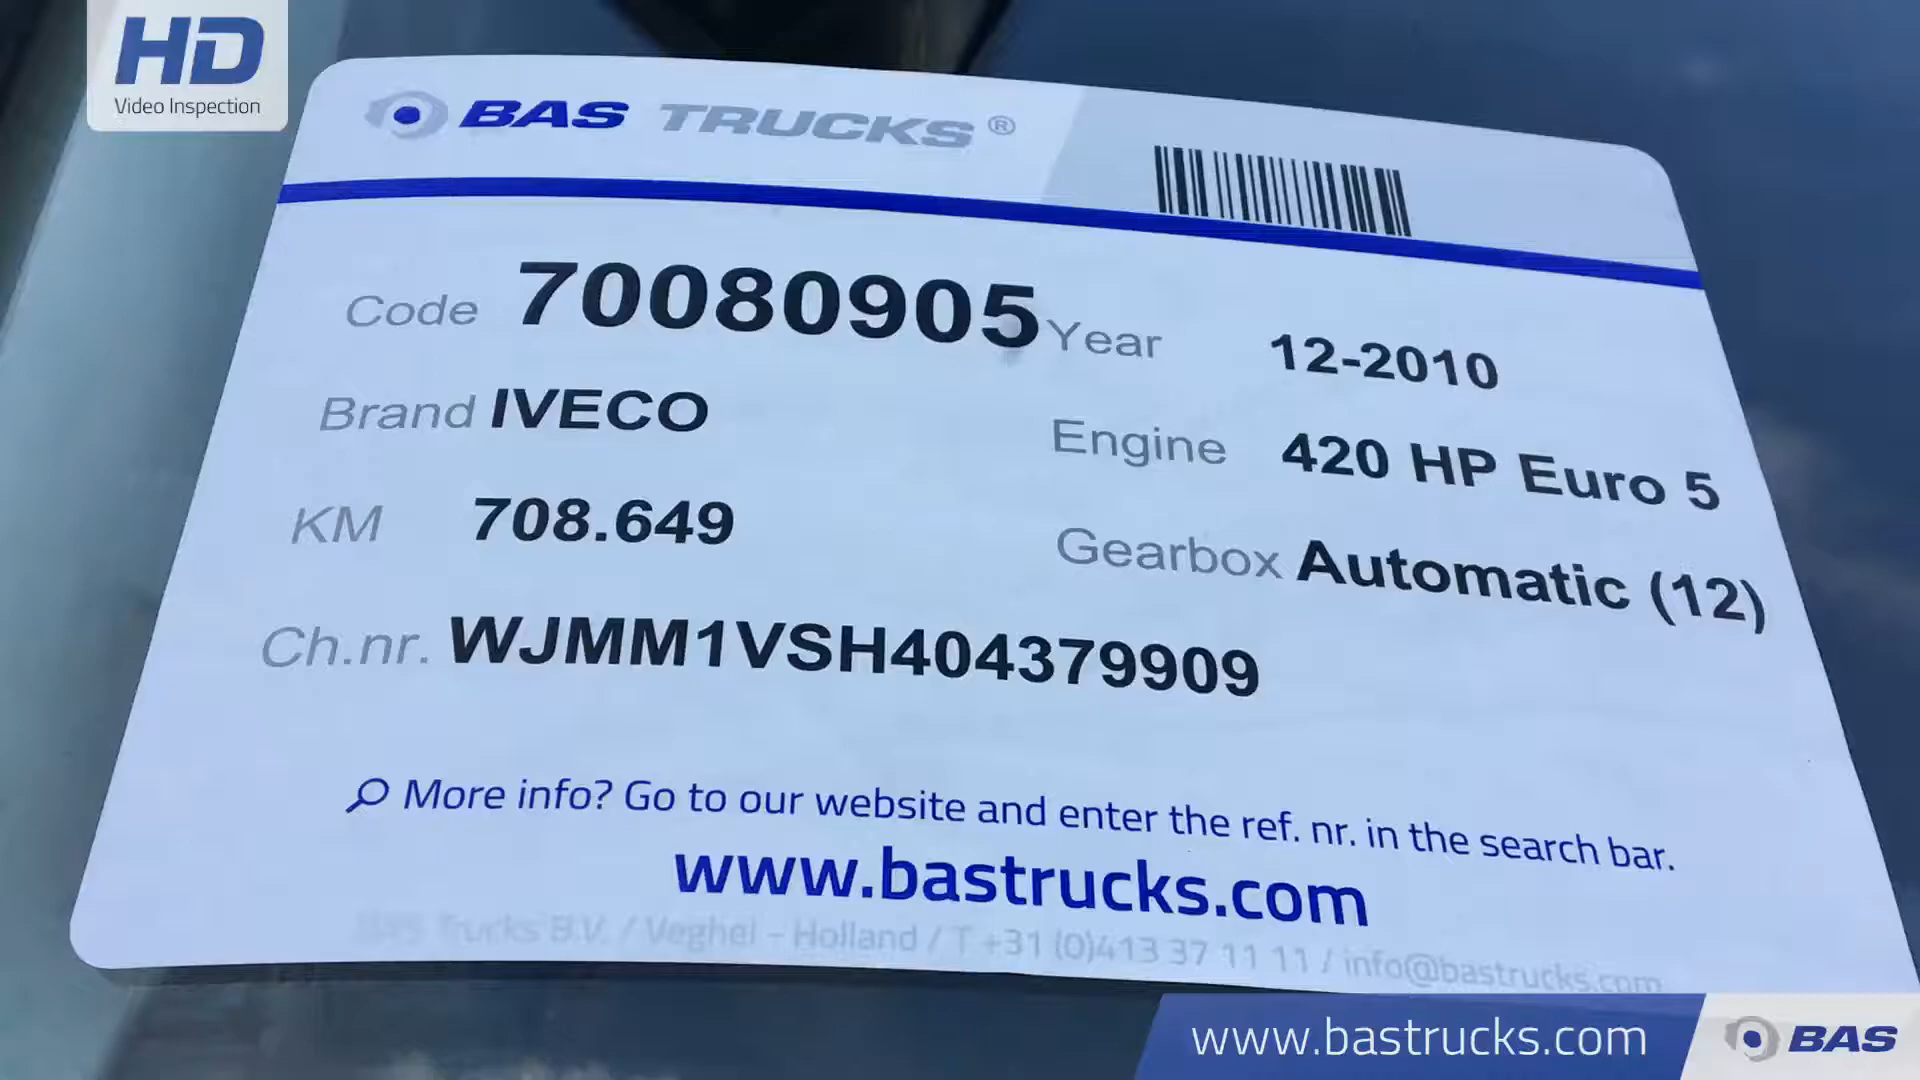 HD
Video Inspection
BAS TRUCKS ®
Code 70080905 Year 12-2010
Brand IVECO Engine 420 HP Euro 5
KM 708.649 Gearbox Automatic (12)
Ch.nr. WJMM1VSH404379909
More info? Go to our website and enter the ref. nr. in the search bar.
www.bastrucks.com
BAS Trucks B.V. / Veghel - Holland / T +31 (0)413 37 11 11 / info@bastrucks.com
www.bastrucks.com BAS